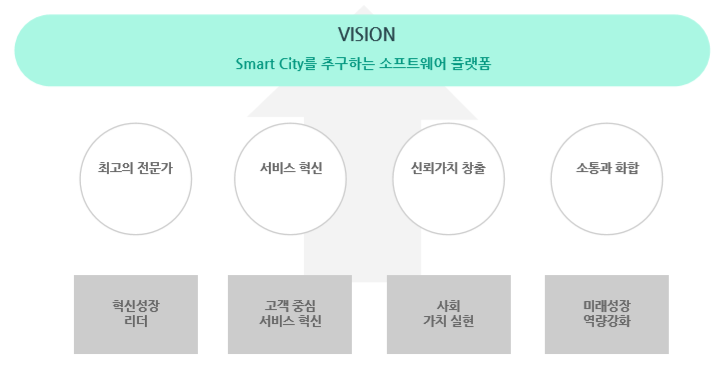 VISION
Smart City를 추구하는 소프트웨어 플랫폼
최고의 전문가
서비스 혁신
신뢰가치 창출
소통과 화합
혁신성장
리더
고객 중심
서비스 혁신
사회
가치 실현
미래성장
역량강화